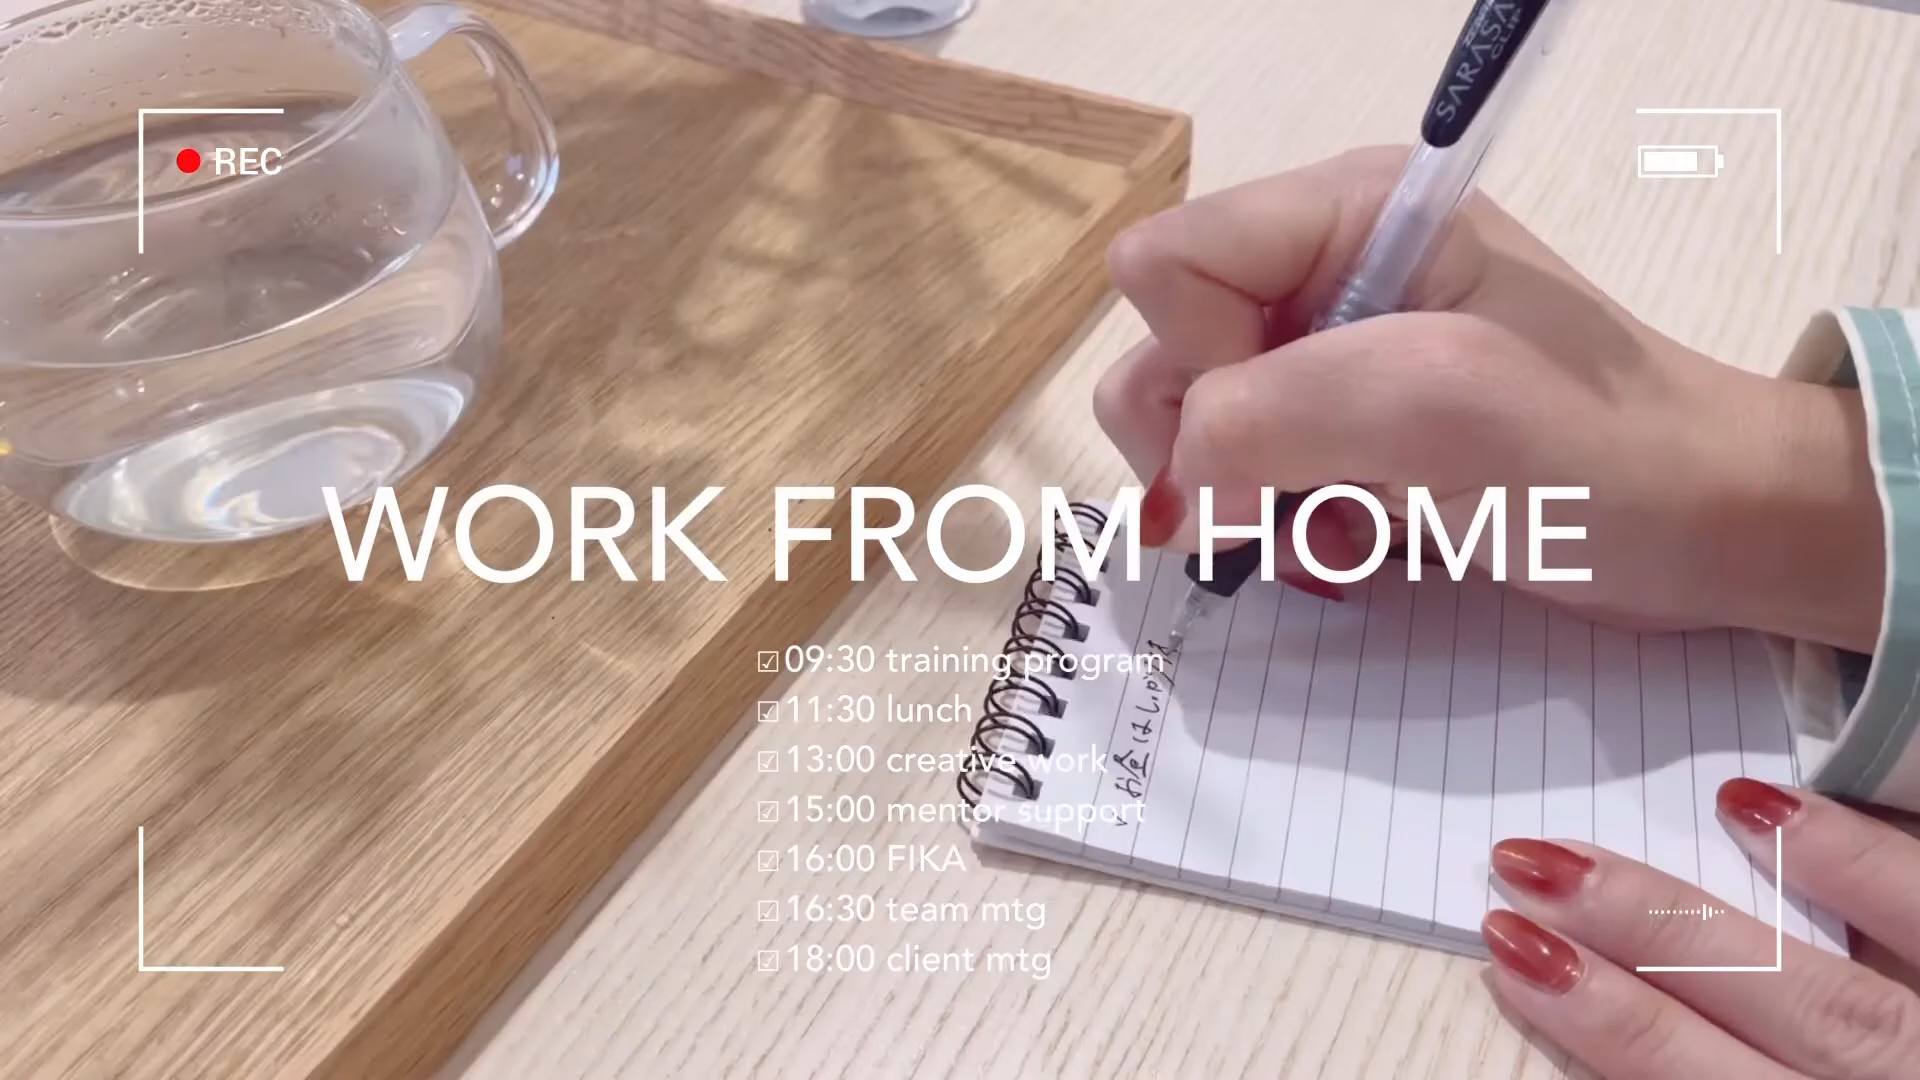 SARASA
CLIP
REC
WORK FROM HOME
☑09:30 training program
☑11:30 lunch
☑13:00 creative work
☑15:00 mentor support
☑16:00 FIKA
☑16:30 team mtg
☑18:00 client mtg